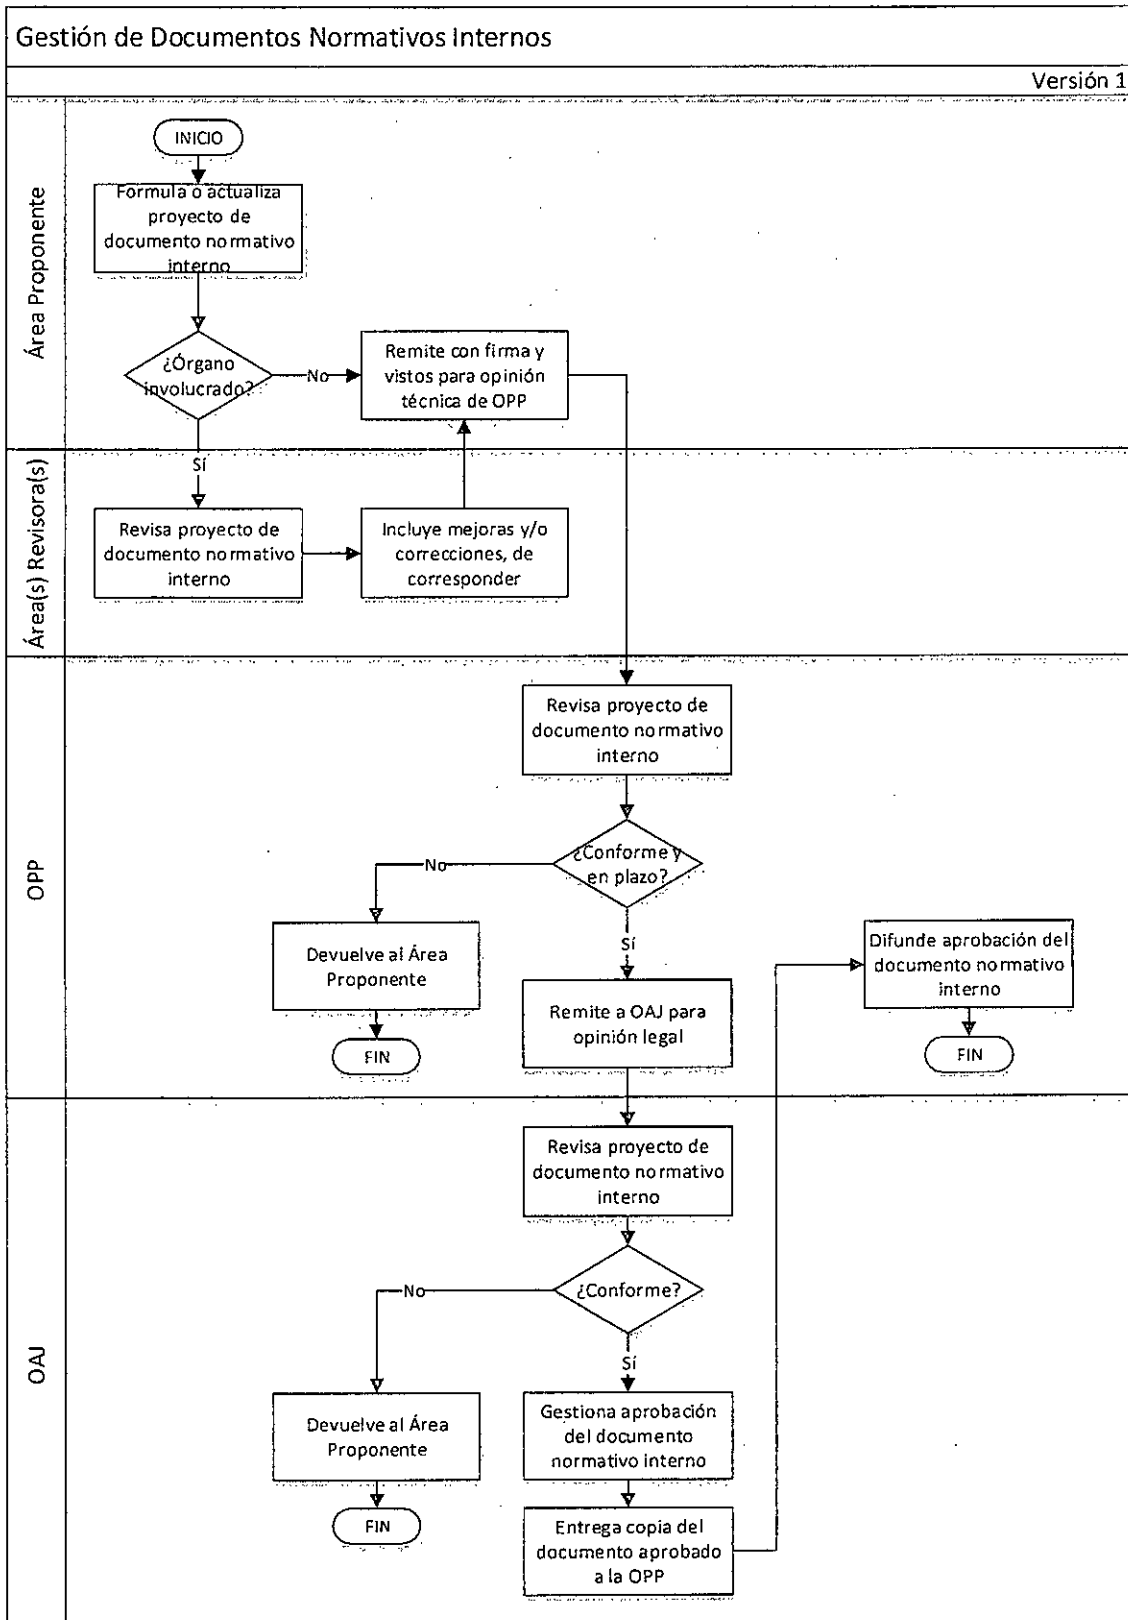 Gestión de Documentos Normativos Internos
Versión 1
Área Proponente
INICIO
Formula o actualiza
proyecto de
documento normativo
interno
¿Órgano
involucrado?
No
Remite con firma y
vistos para opinión
técnica de OPP
Sí
Área(s) Revisora(s)
Revisa proyecto de
documento normativo
interno
Incluye mejoras y/o
correcciones, de
corresponder
OPP
Revisa proyecto de
documento normativo
interno
¿Conforme y
en plazo?
No
Devuelve al Área
Proponente
FIN
Sí
Remite a OAJ para
opinión legal
Difunde aprobación del
documento normativo
interno
FIN
OAJ
Revisa proyecto de
documento normativo
interno
¿Conforme?
No
Devuelve al Área
Proponente
FIN
Sí
Gestiona aprobación
del documento
normativo interno
Entrega copia del
documento aprobado
a la OPP